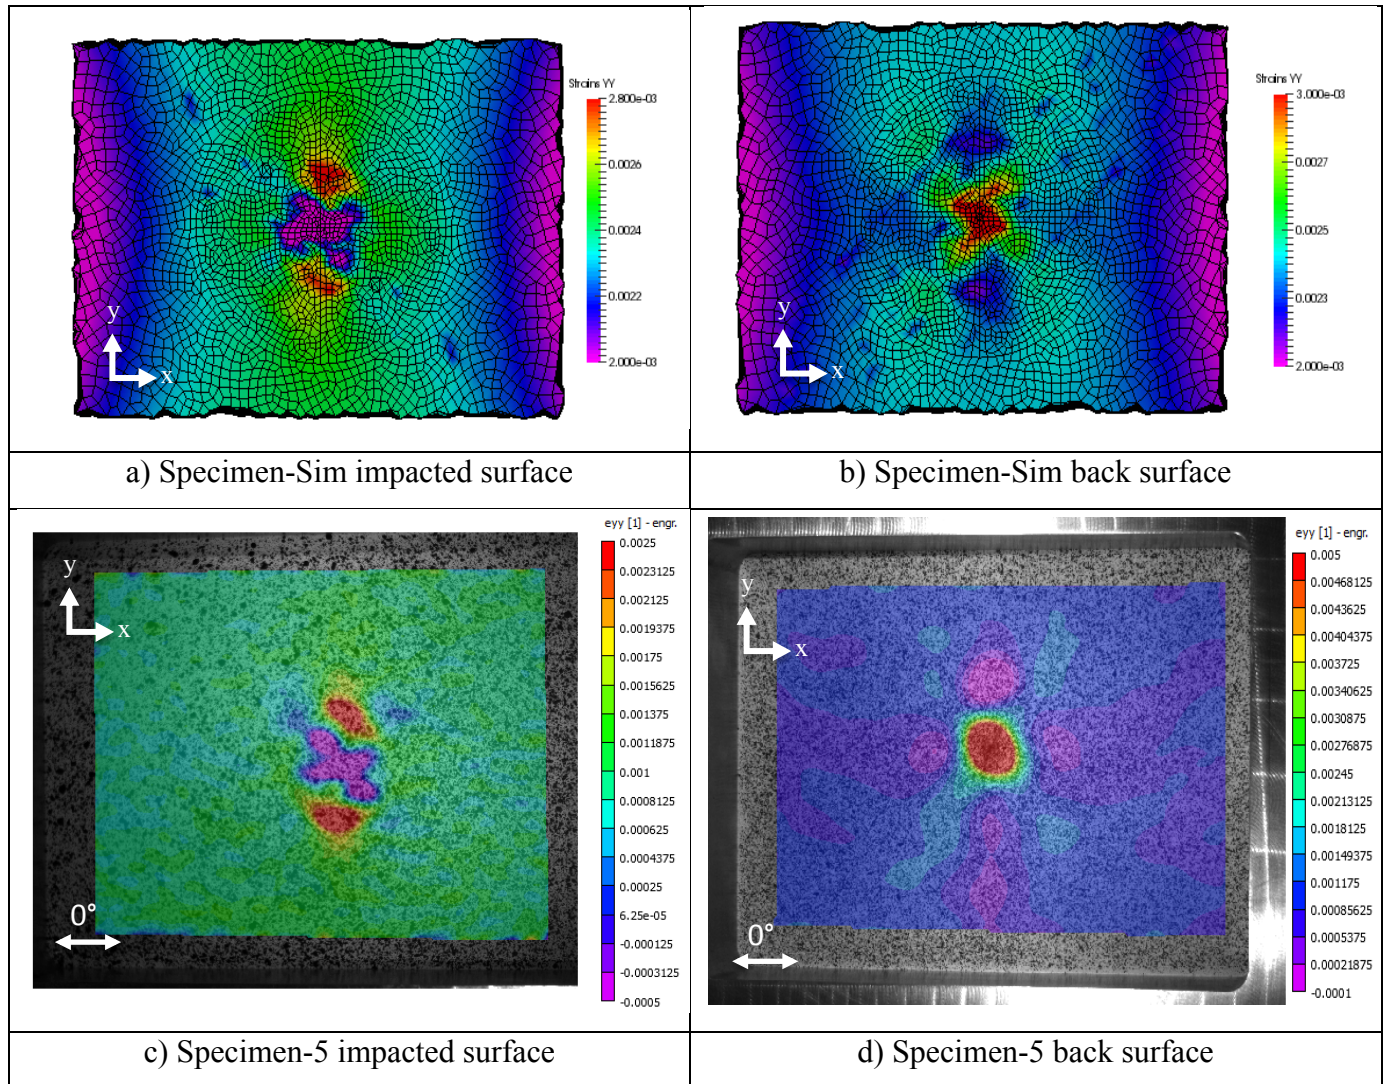 Strains YY
2.800e-03
0.0026
0.0024
0.0022
2.000e-03
y
x
Strains YY
3.000e-03
0.0027
0.0025
0.0023
2.000e-03
y
x
a) Specimen-Sim impacted surface
b) Specimen-Sim back surface
eyy [1] - engr.
0.0025
0.0023125
0.002125
0.0019375
0.00175
0.0015625
0.001375
0.0011875
0.001
0.0008125
0.000625
0.0004375
0.00025
6.25e-05
-0.000125
-0.0003125
-0.0005
y
x
0°
eyy [1] - engr.
0.005
0.00468125
0.0043625
0.00404375
0.003725
0.00340625
0.0030875
0.00276875
0.00245
0.00213125
0.0018125
0.00149375
0.001175
0.00085625
0.0005375
0.00021875
-0.0001
y
x
0°
c) Specimen-5 impacted surface
d) Specimen-5 back surface